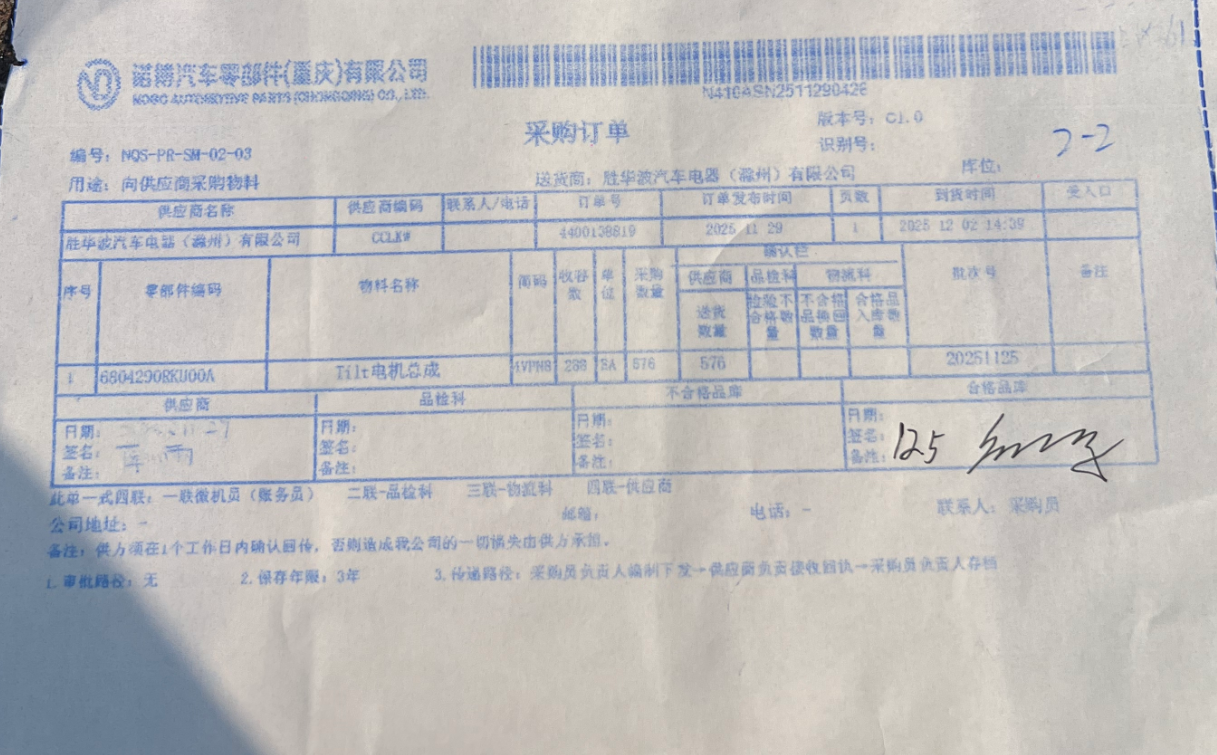 诺博汽车零部件(重庆)有限公司
NOBO AUTOMOTIVE PARTS (CHONGQING) CO., LTD.
N416ASN2511290426
采购订单
版本号：C1.0
识别号：
2-2
编号：NQS-PR-SM-02-03
用途：向供应商采购物料
送货商：胜华波汽车电器（滁州）有限公司
库位：
供应商名称 供应商编码 联系人/电话 订单号 订单发布时间 页数 到货时间 受入口
胜华波汽车电器（滁州）有限公司 CCLKW 4400138819 2025 11 29 1 2025 12 02 14:39
序号 零部件编码 物料名称 简码 收容数 单位 采购数量 确认栏 批次号 备注
供应商 品检科 物流科
送货数量 检验不合格数量 不合格品换回数量 合格品入库数量
1 6804290RKU00A Tilt电机总成 4VPH8 288 EA 576 576 20251125
供应商 品检科 不合格品库 合格品库
日期： 日期： 日期： 日期：
签名： 签名： 签名： 签名：
备注： 备注： 备注： 备注： 125
此单一式四联：一联微机员（账务员） 二联-品检科 三联-物流科 四联-供应商
公司地址：- 邮箱： 电话：- 联系人：采购员
备注：供方须在1个工作日内确认回传，否则造成我公司的一切损失由供方承担。
1.审批路径：无 2.保存年限：3年 3.传递路径：采购员负责人编制下发→供应商负责接收回执→采购员负责人存档